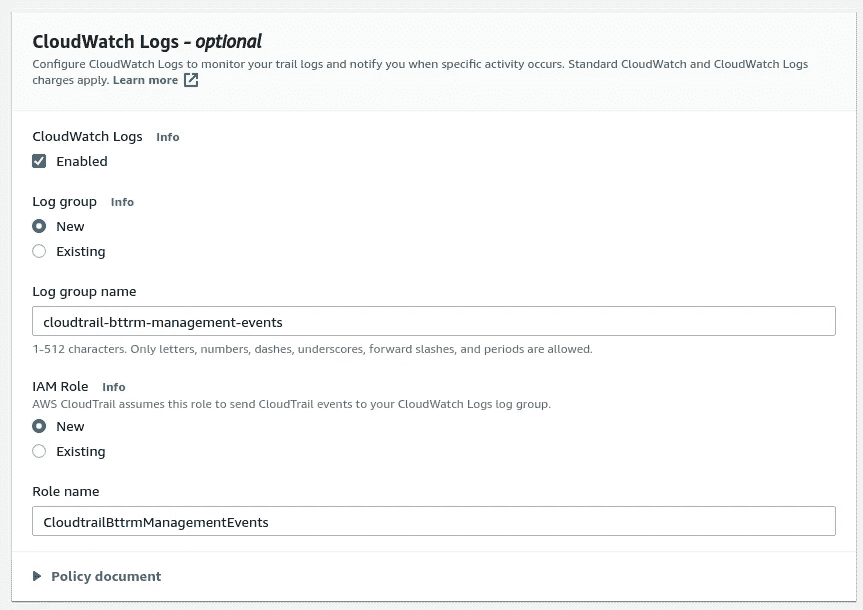 CloudWatch Logs - optional
Configure CloudWatch Logs to monitor your trail logs and notify you when specific activity occurs. Standard CloudWatch and CloudWatch Logs
charges apply. Learn more
CloudWatch Logs Info
Enabled
Log group Info
New
Existing
Log group name
cloudtrail-bttrm-management-events
1-512 characters. Only letters, numbers, dashes, underscores, forward slashes, and periods are allowed.
IAM Role Info
AWS CloudTrail assumes this role to send CloudTrail events to your CloudWatch Logs log group.
New
Existing
Role name
CloudtrailBttrmManagementEvents
Policy document